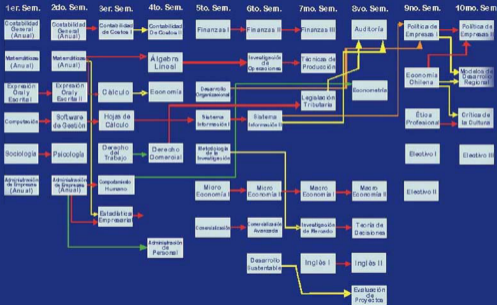 1er. Sem. 2do. Sem. 3er. Sem. 4to. Sem. 5to. Sem. 6to. Sem. 7mo. Sem. 8vo. Sem. 9no. Sem. 10mo. Sem.
Contabilidad General (Anual)
Contabilidad General (Anual)
Contabilidad de Costos I
Contabilidad De Costos II
Finanzas I
Finanzas II
Finanzas III
Auditoría
Política de Empresas I
Política de Empresas II
Matemáticas (Anual)
Matemáticas (Anual)
Álgebra Lineal
Investigación de Operaciones
Técnicas de Producción
Economía Chilena
Modelos de Desarrollo Regional
Expresión Oral y Escrita I
Expresión Oral y Escrita II
Cálculo
Economía
Desarrollo Organizacional
Legislación Tributaria
Econometría
Computación
Software de Gestión
Hojas de Cálculo
Sistema Información I
Sistema Información II
Ética Profesional
Crítica de la Cultura
Sociología
Psicología
Derecho del Trabajo
Derecho Comercial
Metodología de la Investigación
Electivo I
Electivo III
Administración de Empresas (Anual)
Administración de Empresas (Anual)
Comportamiento Humano
Micro Economía I
Micro Economía II
Macro Economía I
Macro Economía II
Electivo II
Estadística Empresarial
Comercialización
Comercialización Avanzada
Investigación de Mercado
Teoría de Decisiones
Administración de Personal
Desarrollo Sustentable
Inglés I
Inglés II
Evaluación de Proyectos